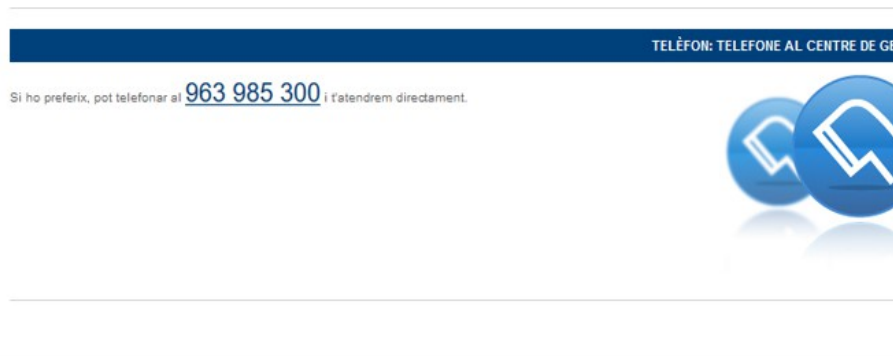 TELÈFON: TELEFONE AL CENTRE DE
Si ho preferix, pot telefonar al 963 985 300 i t'atendrem directament.